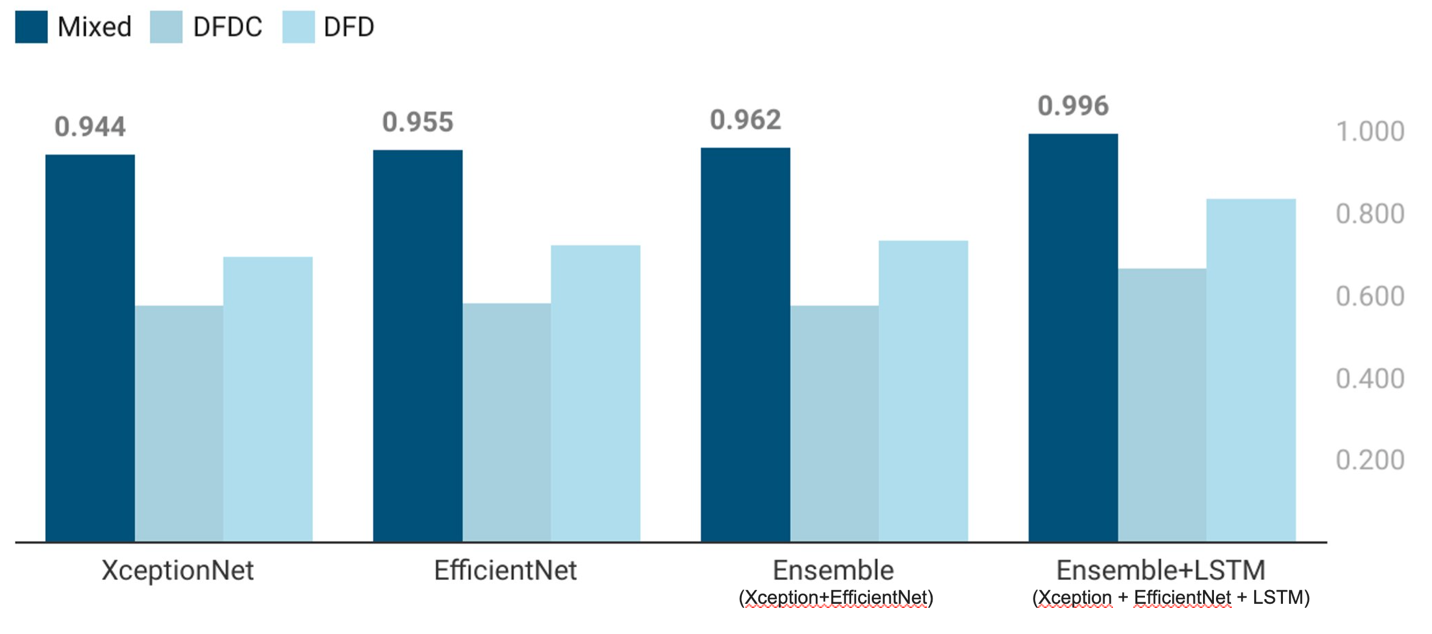 Mixed DFDC DFD
0.944 0.955 0.962 0.996
1.000
0.800
0.600
0.400
0.200
XceptionNet EfficientNet Ensemble Ensemble+LSTM
(Xception+EfficientNet) (Xception + EfficientNet + LSTM)